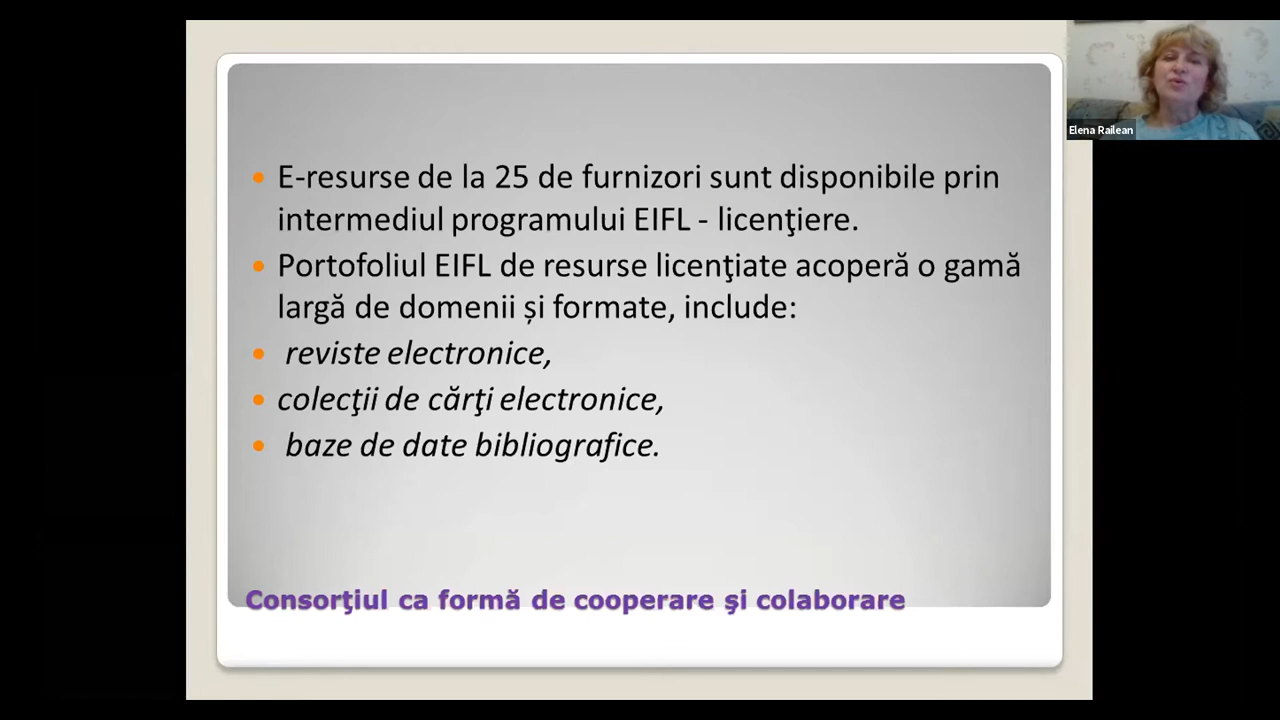 • E-resurse de la 25 de furnizori sunt disponibile prin
intermediul programului EIFL - licenţiere.
• Portofoliul EIFL de resurse licenţiate acoperă o gamă
largă de domenii și formate, include:
• reviste electronice,
• colecţii de cărţi electronice,
• baze de date bibliografice.
Consorţiul ca formă de cooperare şi colaborare
Elena Railean